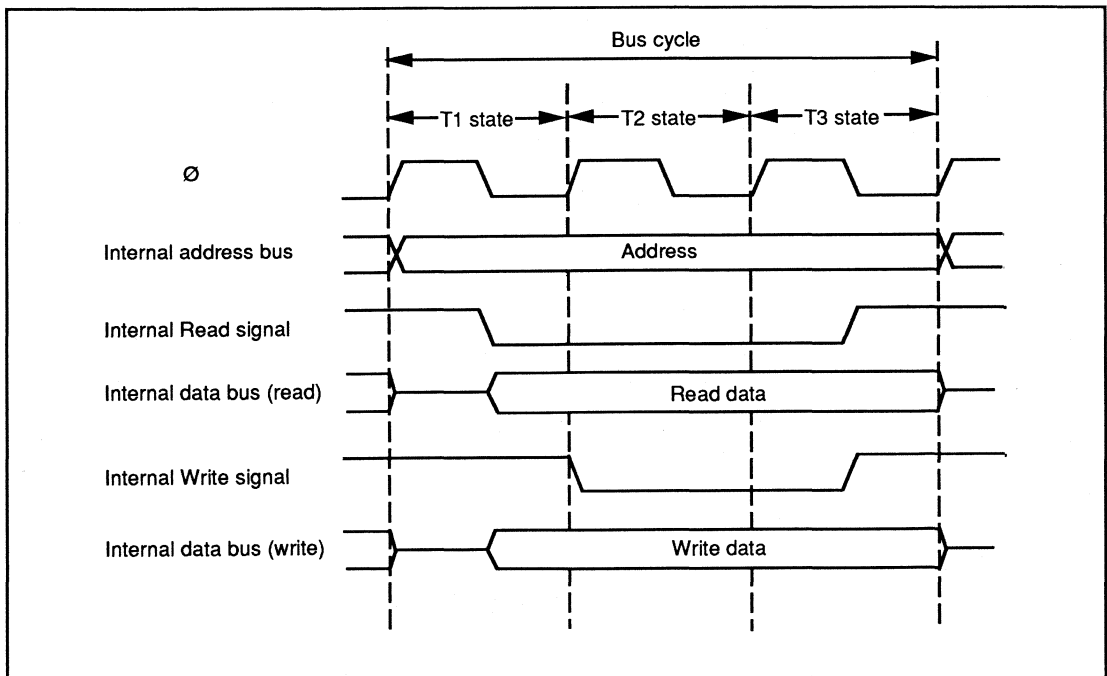 Bus cycle
T1 state
T2 state
T3 state
Ø
Internal address bus
Address
Internal Read signal
Internal data bus (read)
Read data
Internal Write signal
Internal data bus (write)
Write data